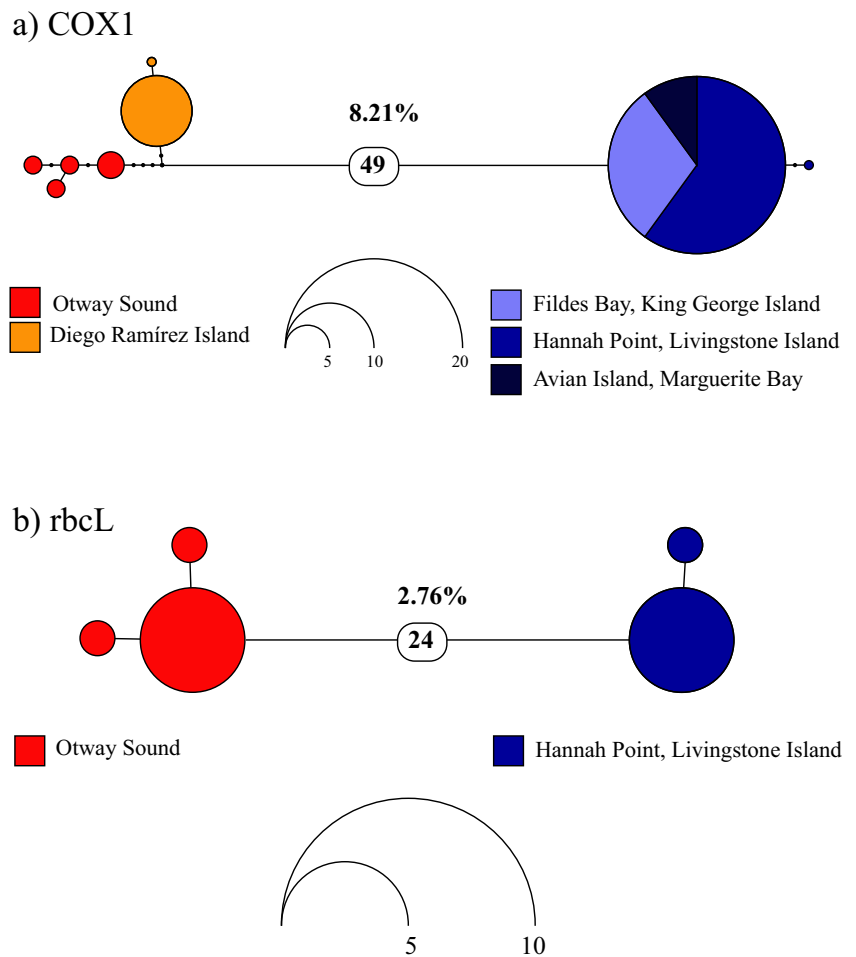 a) COX1
8.21%
49
Otway Sound
Diego Ramírez Island
5
10
20
Fildes Bay, King George Island
Hannah Point, Livingstone Island
Avian Island, Marguerite Bay
b) rbcL
2.76%
24
Otway Sound
Hannah Point, Livingstone Island
5
10